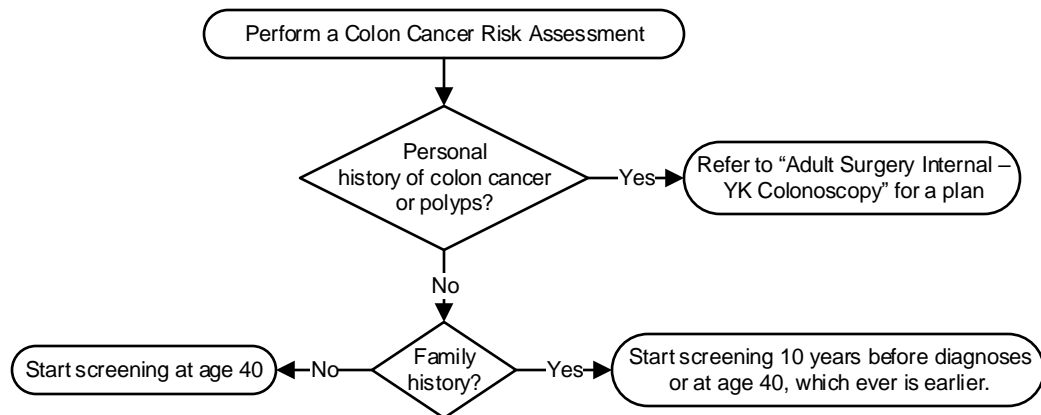 Perform a Colon Cancer Risk Assessment
Personal
history of colon cancer
or polyps?
Yes
Refer to “Adult Surgery Internal –
YK Colonoscopy” for a plan
No
Start screening at age 40
No
Family
history?
Yes
Start screening 10 years before diagnoses
or at age 40, which ever is earlier.